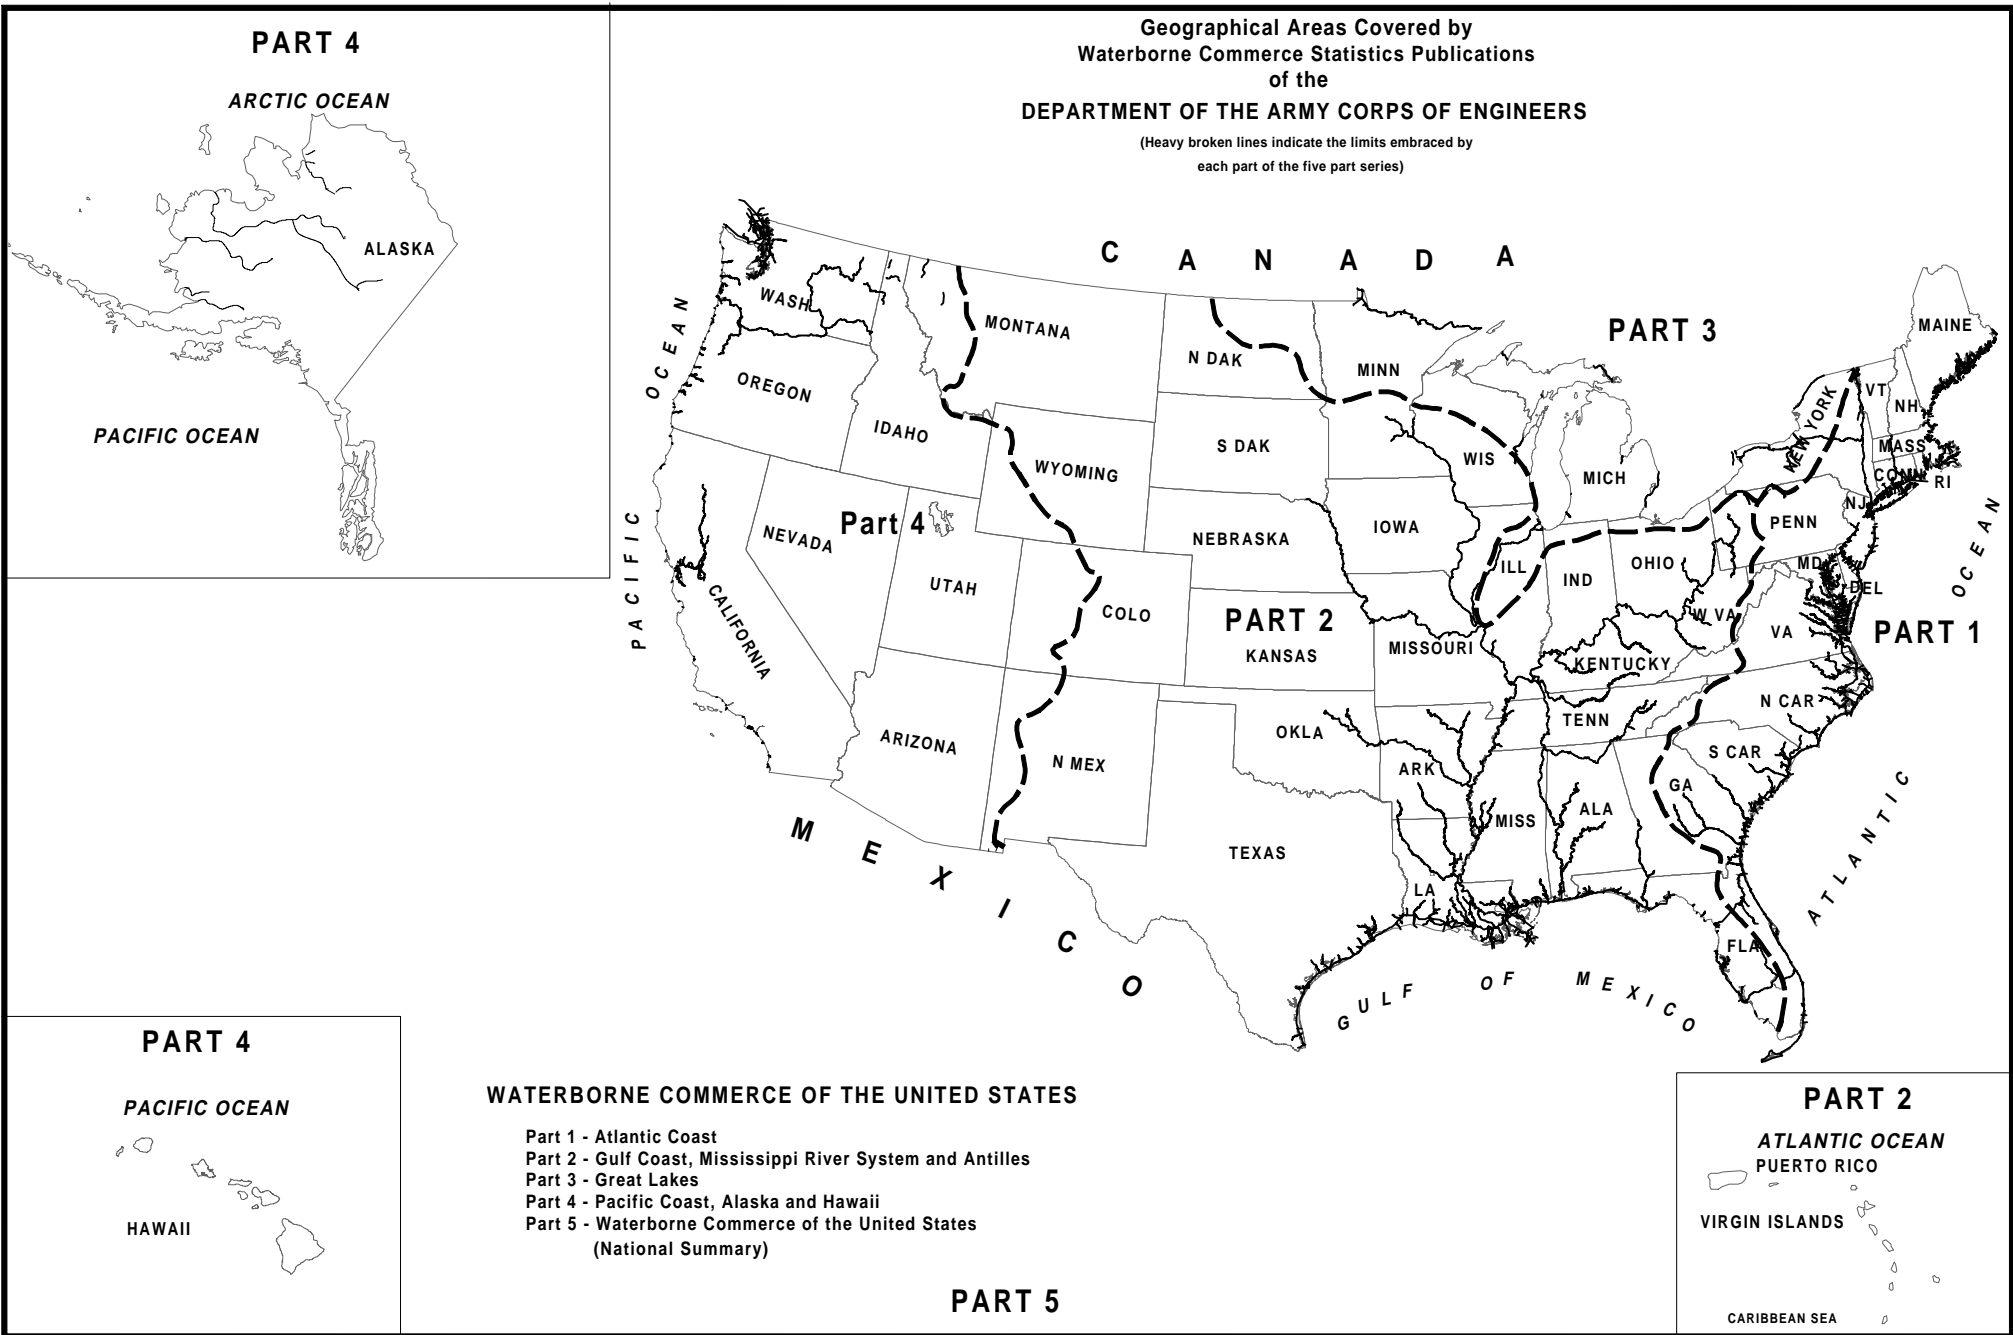 PART 4
ARCTIC OCEAN
ALASKA
PACIFIC OCEAN
Geographical Areas Covered by
Waterborne Commerce Statistics Publications
of the
DEPARTMENT OF THE ARMY CORPS OF ENGINEERS
(Heavy broken lines indicate the limits embraced by
each part of the five part series)
CANADA
PART 3
PACIFIC OCEAN
WASH
MONTANA
N DAK
MINN
MAINE
OREGON
IDAHO
WYOMING
S DAK
WIS
MICH
NEW YORK
VT
NH
MASS
CONN
RI
NEVADA
Part 4
UTAH
COLO
NEBRASKA
IOWA
ILL
IND
OHIO
PENN
NJ
MD
DEL
CALIFORNIA
PART 2
KANSAS
MISSOURI
KENTUCKY
W VA
VA
PART 1
ATLANTIC OCEAN
ARIZONA
N MEX
OKLA
ARK
TENN
N CAR
S CAR
TEXAS
LA
MISS
ALA
GA
FLA
MEXICO
GULF OF MEXICO
PART 4
PACIFIC OCEAN
HAWAII
WATERBORNE COMMERCE OF THE UNITED STATES
Part 1 - Atlantic Coast
Part 2 - Gulf Coast, Mississippi River System and Antilles
Part 3 - Great Lakes
Part 4 - Pacific Coast, Alaska and Hawaii
Part 5 - Waterborne Commerce of the United States
(National Summary)
PART 5
PART 2
ATLANTIC OCEAN
PUERTO RICO
VIRGIN ISLANDS
CARIBBEAN SEA